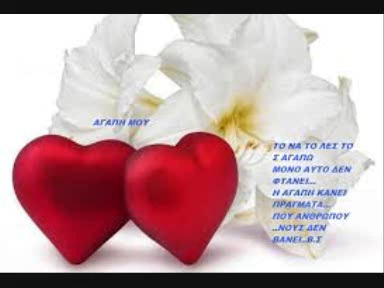 ΑΓΑΠΗ ΜΟΥ
ΤΟ ΝΑ ΤΟ ΛΕΣ ΤΟ
Σ ΑΓΑΠΩ
ΜΟΝΟ ΑΥΤΟ ΔΕΝ
ΦΤΑΝΕΙ...
Η ΑΓΑΠΗ ΚΑΝΕΙ
ΠΡΑΓΜΑΤΑ...
ΠΟΥ ΑΝΘΡΩΠΟΥ
..ΝΟΥΣ ΔΕΝ
ΒΑΝΕΙ..Β.Σ